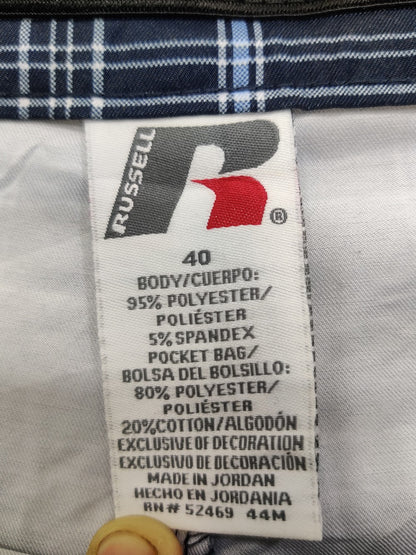 RUSSELL
R®
40
BODY/CUERPO:
95% POLYESTER/
POLIÉSTER
5% SPANDEX
POCKET BAG/
BOLSA DEL BOLSILLO:
80% POLYESTER/
POLIÉSTER
20%COTTON/ALGODÓN
EXCLUSIVE OF DECORATION
EXCLUSIVO DE DECORACIÓN
MADE IN JORDAN
HECHO EN JORDANIA
RN# 52469 44M